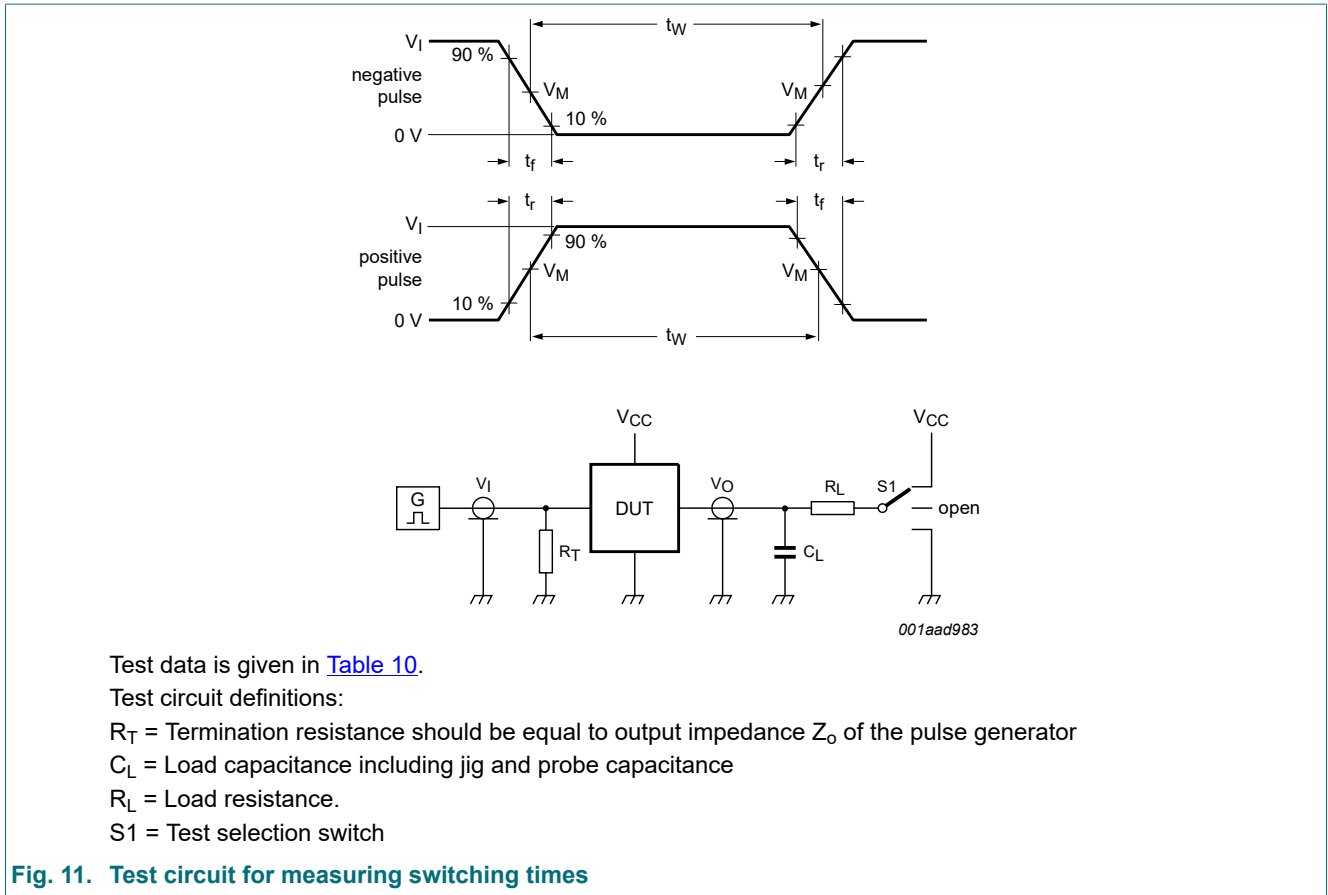 tW
VI
90 %
negative
pulse
VM
VM
10 %
0 V
tf
tr
tr
tf
VI
90 %
positive
pulse
VM
VM
10 %
0 V
tW
VCC
VCC
G
VI
DUT
VO
RL
S1
open
RT
CL
001aad983
Test data is given in Table 10.
Test circuit definitions:
RT = Termination resistance should be equal to output impedance Zo of the pulse generator
CL = Load capacitance including jig and probe capacitance
RL = Load resistance.
S1 = Test selection switch
Fig. 11. Test circuit for measuring switching times